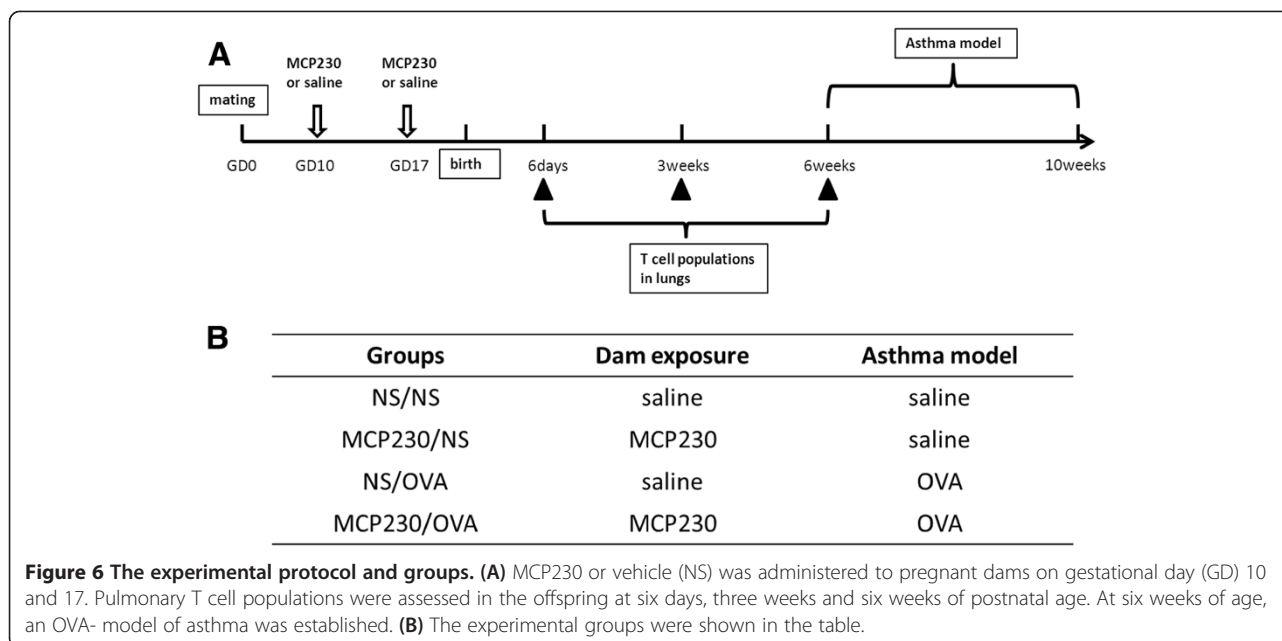 A
Asthma model
MCP230
or saline
MCP230
or saline
mating
GD0
GD10
GD17
birth
6days
3weeks
6weeks
10weeks
T cell populations
in lungs
B
Groups Dam exposure Asthma model
NS/NS saline saline
MCP230/NS MCP230 saline
NS/OVA saline OVA
MCP230/OVA MCP230 OVA
Figure 6 The experimental protocol and groups. (A) MCP230 or vehicle (NS) was administered to pregnant dams on gestational day (GD) 10
and 17. Pulmonary T cell populations were assessed in the offspring at six days, three weeks and six weeks of postnatal age. At six weeks of age,
an OVA- model of asthma was established. (B) The experimental groups were shown in the table.